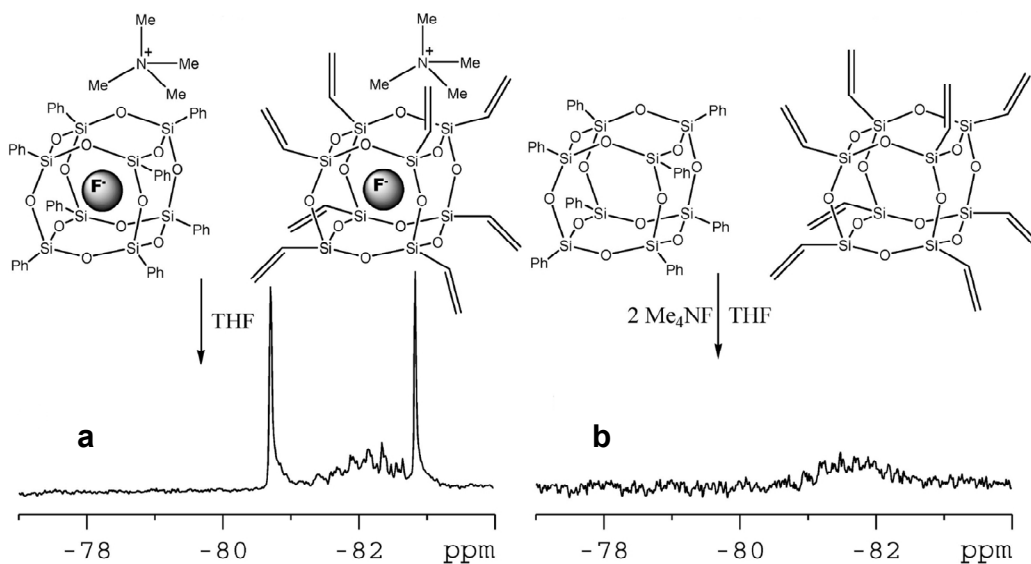 Me
+
N Me
Me Me
Ph O Ph
Si Si
O O O
Ph Si Si
O Ph O
F-
Ph O O
Si O Si
O O Ph
Si Si
Ph O Ph
Me
+
N Me
Me Me
O
Si Si
O O O
Si Si
O O
F-
O O
Si O Si
O O
Si Si
O
Ph O Ph
Si Si
O O O
Ph Si Si
O Ph O
Ph O O
Si O Si
O O Ph
Si Si
Ph O Ph
O
Si Si
O O O
Si Si
O O
O O
Si O Si
O O
Si Si
O
THF
2 Me4NF THF
a
b
-78 -80 -82 ppm
-78 -80 -82 ppm